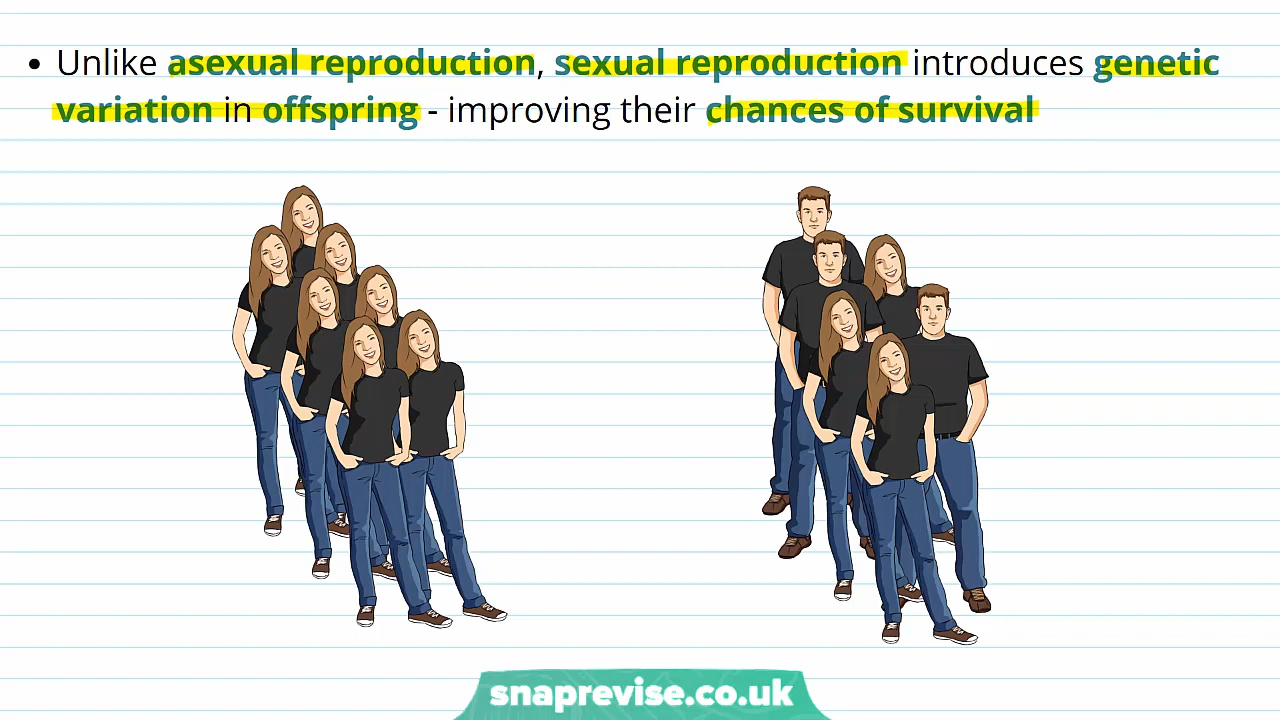 • Unlike asexual reproduction, sexual reproduction introduces genetic
variation in offspring - improving their chances of survival
snaprevise.co.uk